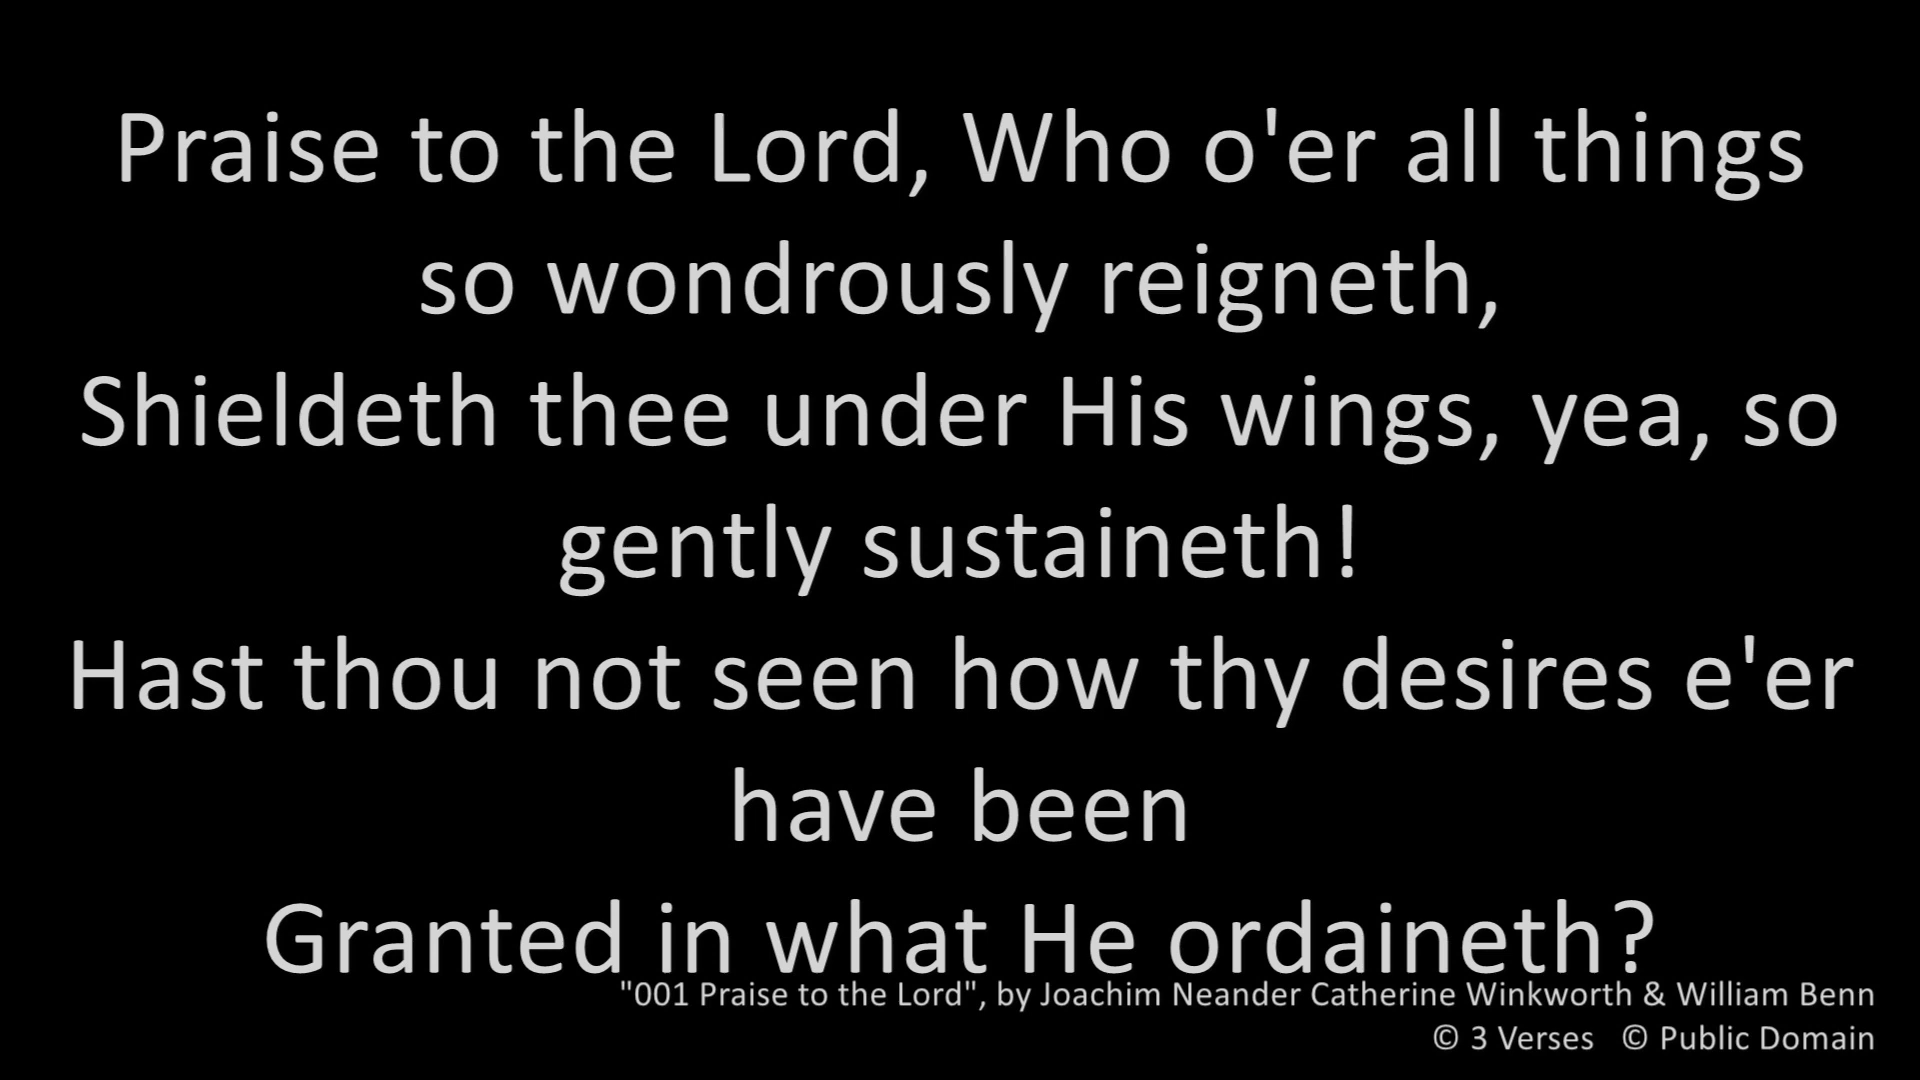 Praise to the Lord, Who o'er all things
so wondrously reigneth,
Shieldeth thee under His wings, yea, so
gently sustaineth!
Hast thou not seen how thy desires e'er
have been
Granted in what He ordaineth?
"001 Praise to the Lord", by Joachim Neander Catherine Winkworth & William Benn
© 3 Verses © Public Domain